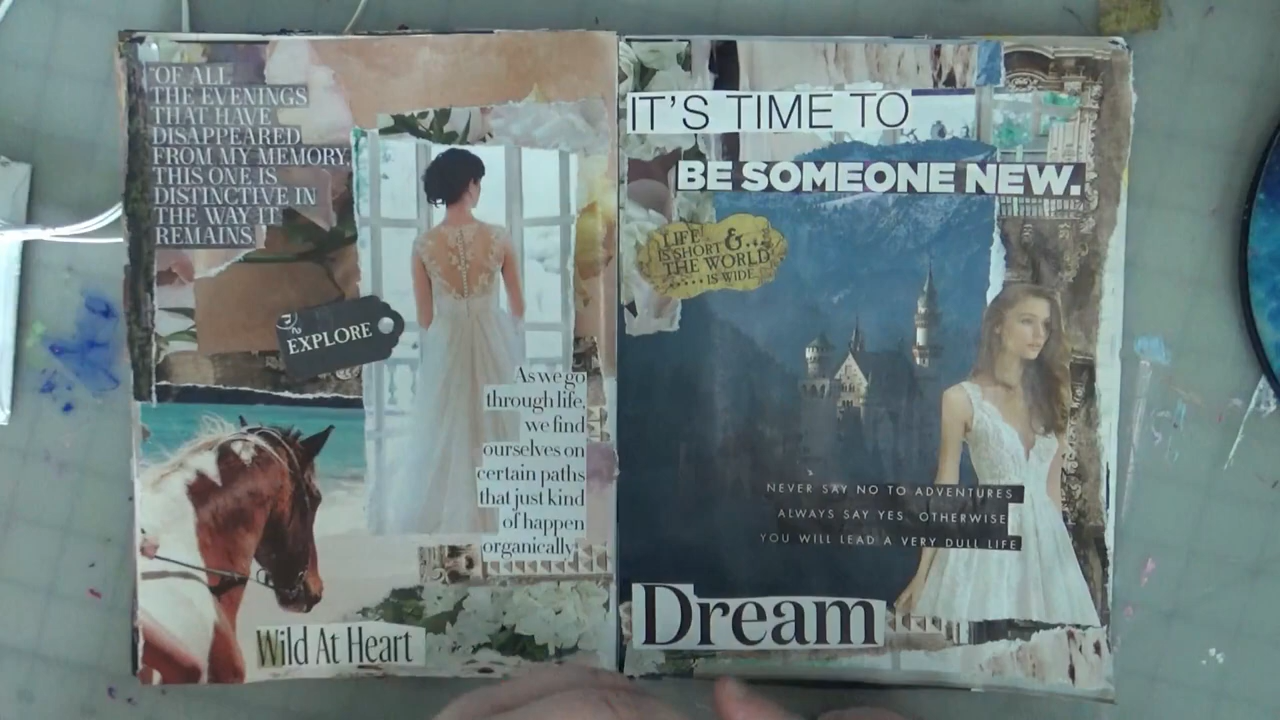 "OF ALL
THE EVENINGS
THAT HAVE
DISAPPEARED
FROM MY MEMORY,
THIS ONE IS
DISTINCTIVE IN
THE WAY IT
REMAINS.
EXPLORE
As we go
through life,
we find
ourselves on
certain paths
that just kind
of happen
organically.
Wild At Heart
IT'S TIME TO
BE SOMEONE NEW.
LIFE
IS SHORT &...
THE WORLD
.....IS WIDE...
NEVER SAY NO TO ADVENTURES
ALWAYS SAY YES, OTHERWISE
YOU WILL LEAD A VERY DULL LIFE
Dream